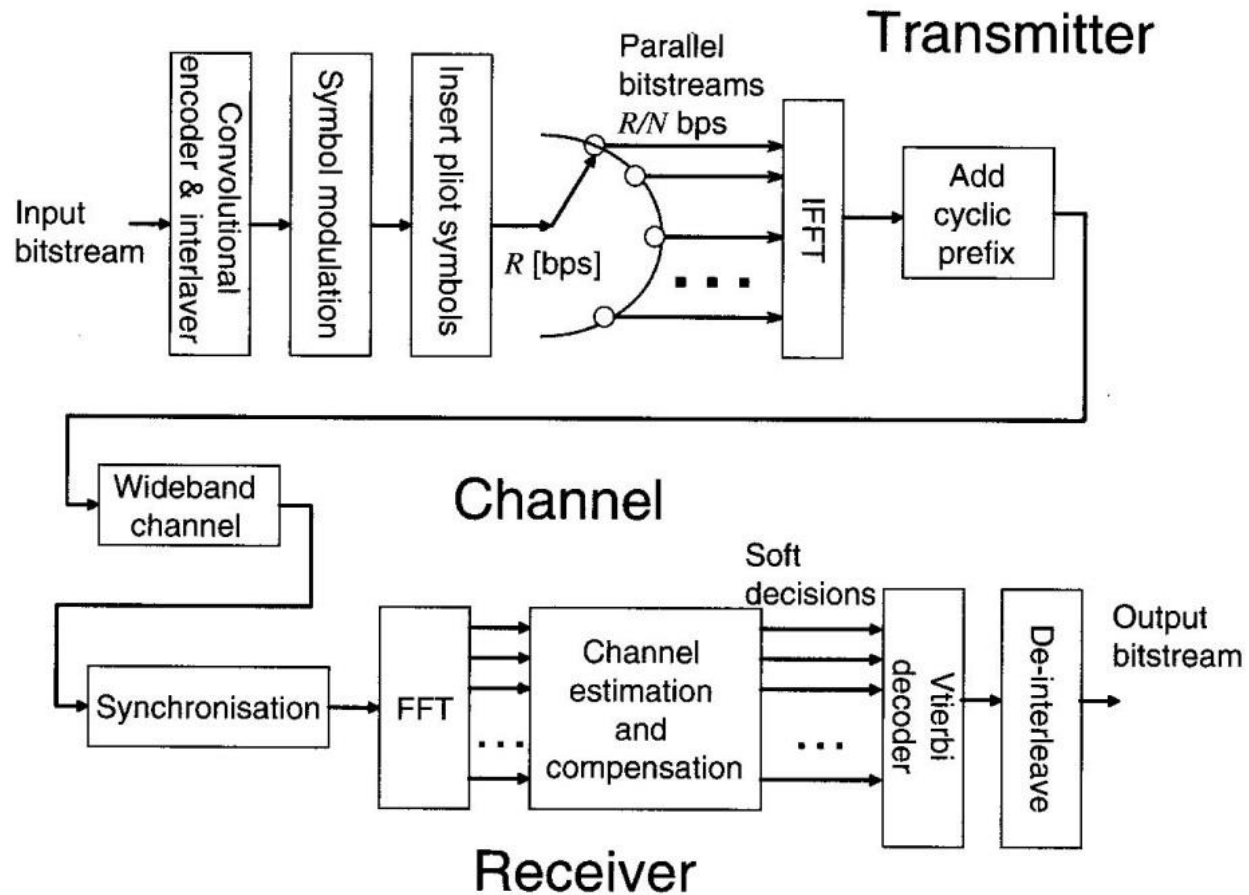 Transmitter
Input
bitstream
Convolutional
encoder & interlaver
Symbol modulation
Insert pliot symbols
R [bps]
Parallel
bitstreams
R/N bps
IFFT
Add
cyclic
prefix
Channel
Wideband
channel
Synchronisation
FFT
Channel
estimation
and
compensation
Soft
decisions
Vtierbi
decoder
De-interleave
Output
bitstream
Receiver